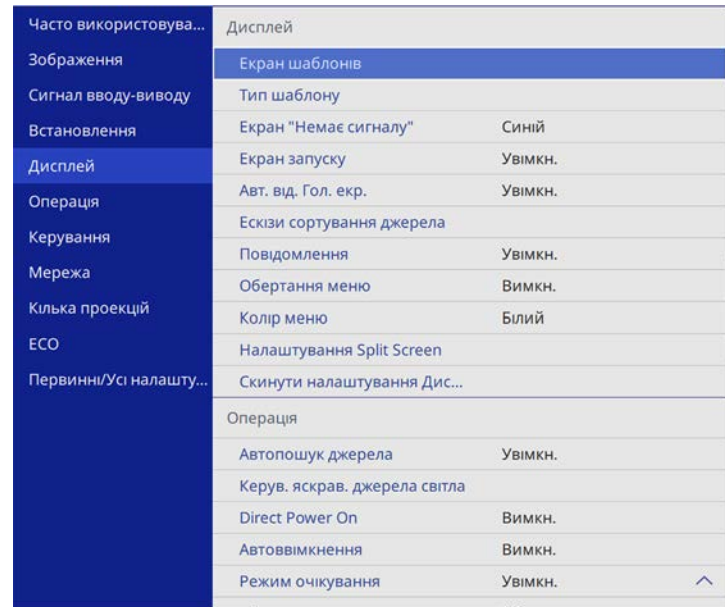 Часто використовува...
Зображення
Сигнал вводу-виводу
Встановлення
Дисплей
Операція
Керування
Мережа
Кілька проекцій
ECO
Первинні/Усі налашту...
Дисплей
Екран шаблонів
Тип шаблону
Екран "Немає сигналу" Синій
Екран запуску Увімкн.
Авт. від. Гол. екр. Увімкн.
Ескізи сортування джерела
Повідомлення Увімкн.
Обертання меню Вимкн.
Колір меню Білий
Налаштування Split Screen
Скинути налаштування Дис...
Операція
Автопошук джерела Увімкн.
Керув. яскрав. джерела світла
Direct Power On Вимкн.
Автоввімкнення Вимкн.
Режим очікування Увімкн.